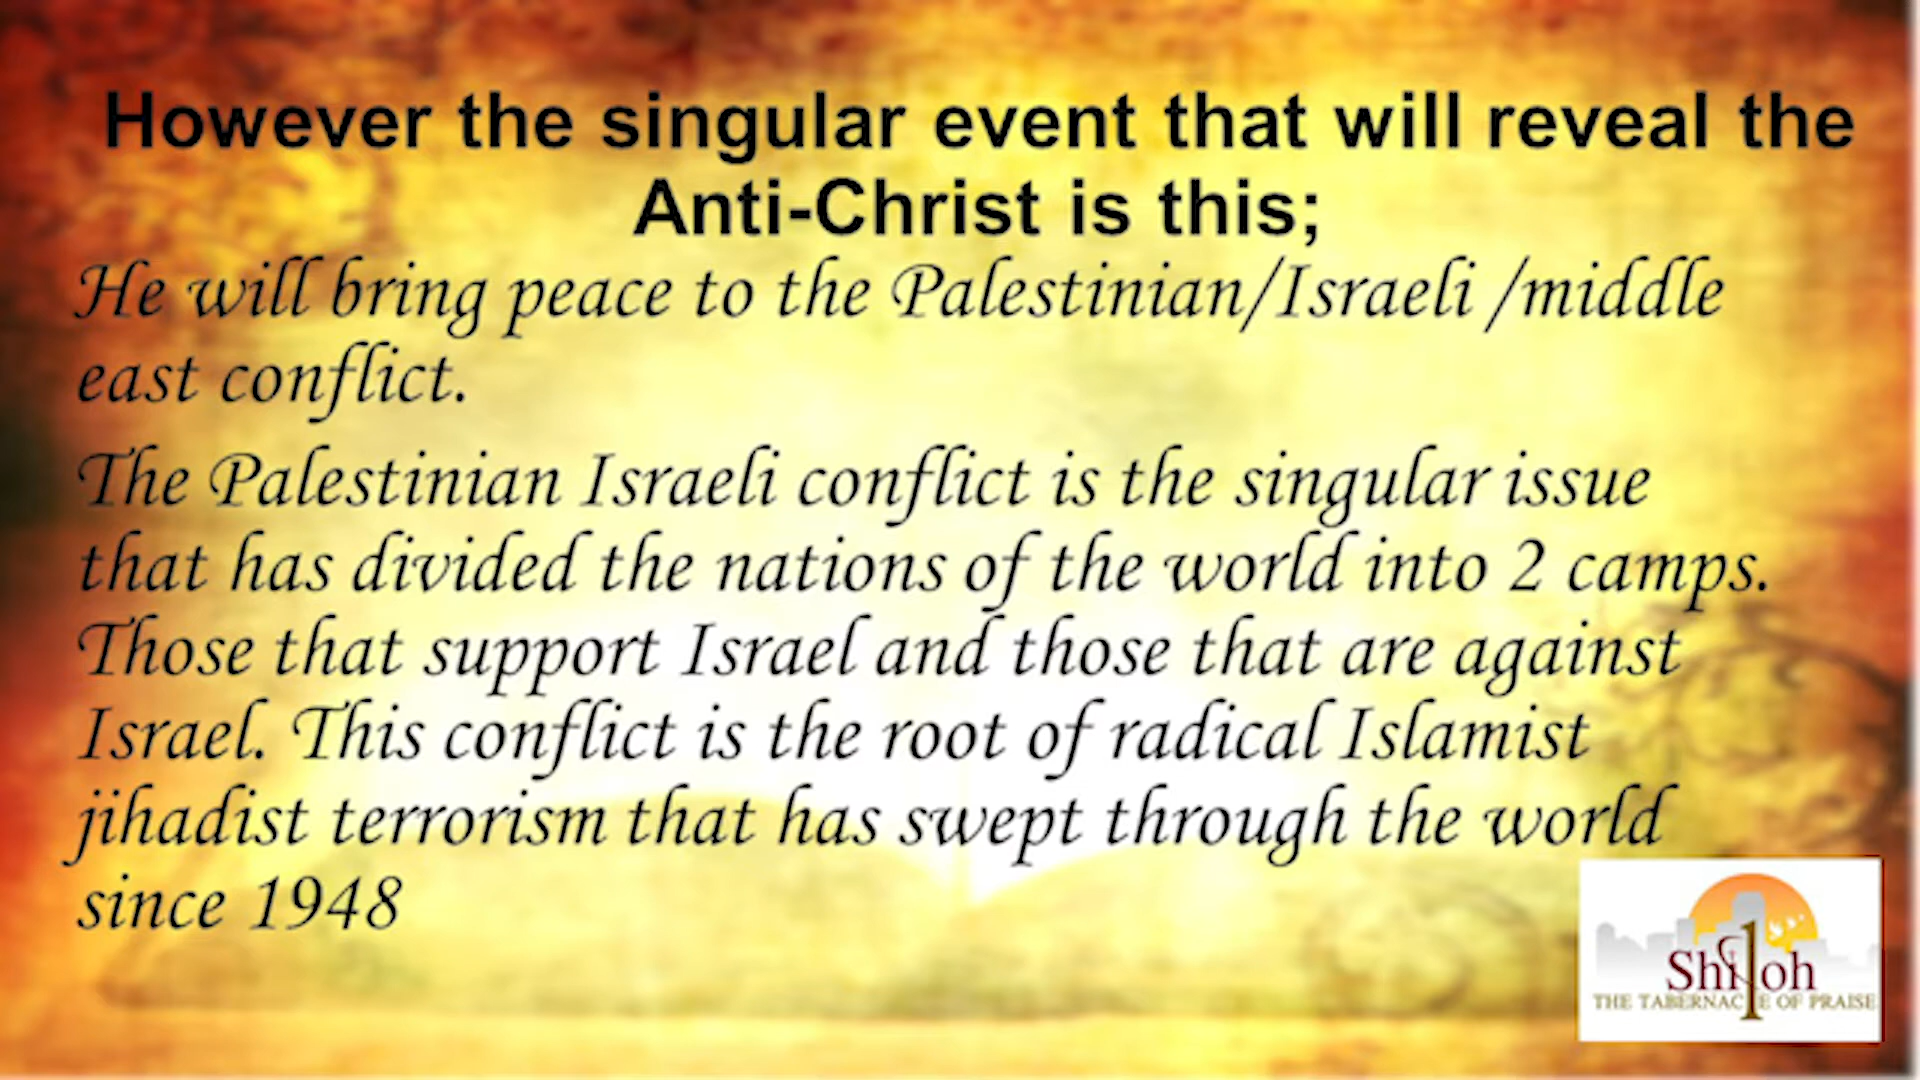 However the singular event that will reveal the
Anti-Christ is this;
He will bring peace to the Palestinian/Israeli /middle
east conflict.
The Palestinian Israeli conflict is the singular issue
that has divided the nations of the world into 2 camps.
Those that support Israel and those that are against
Israel. This conflict is the root of radical Islamist
jihadist terrorism that has swept through the world
since 1948
Shiloh
THE TABERNACLE OF PRAISE